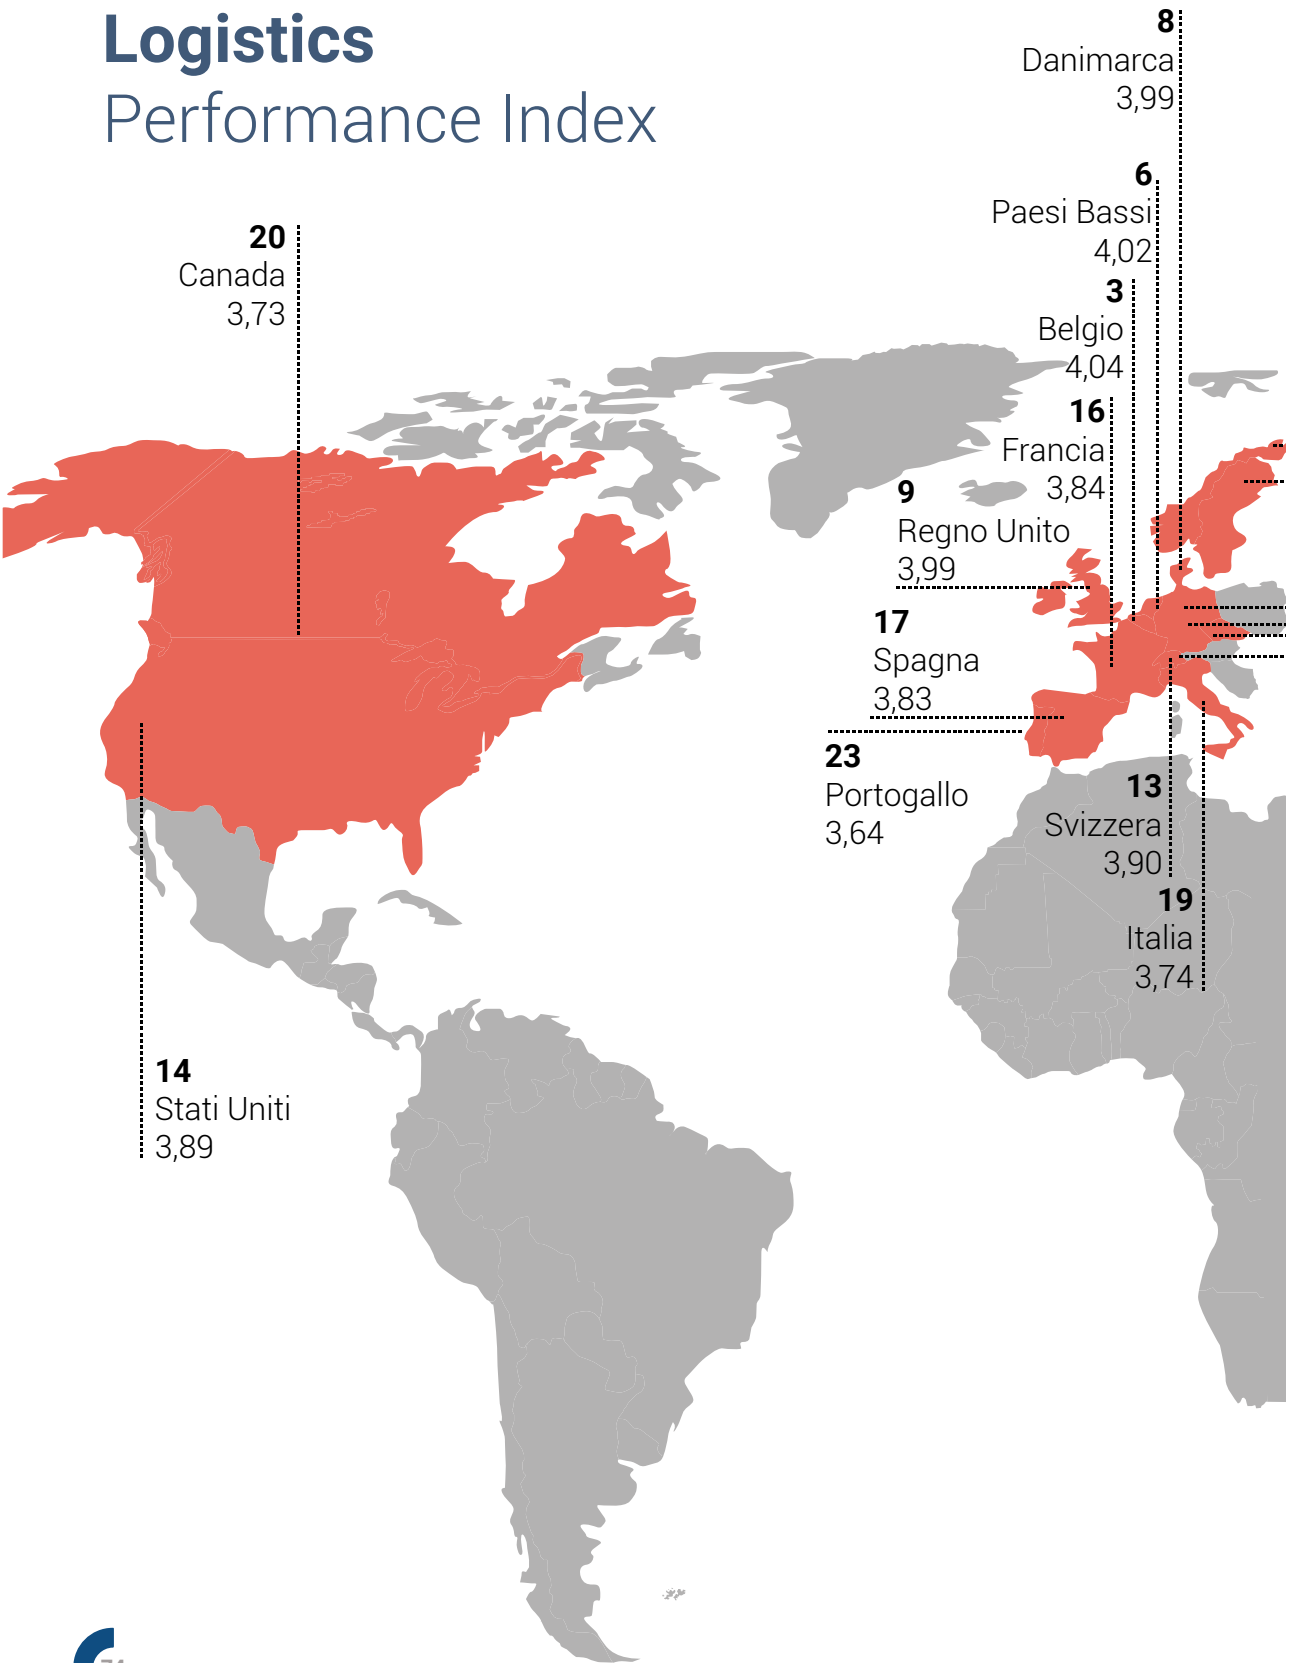 Logistics
Performance Index
8
Danimarca
3,99
6
Paesi Bassi
4,02
20
Canada
3,73
3
Belgio
4,04
16
Francia
3,84
9
Regno Unito
3,99
17
Spagna
3,83
23
Portogallo
3,64
13
Svizzera
3,90
19
Italia
3,74
14
Stati Uniti
3,89